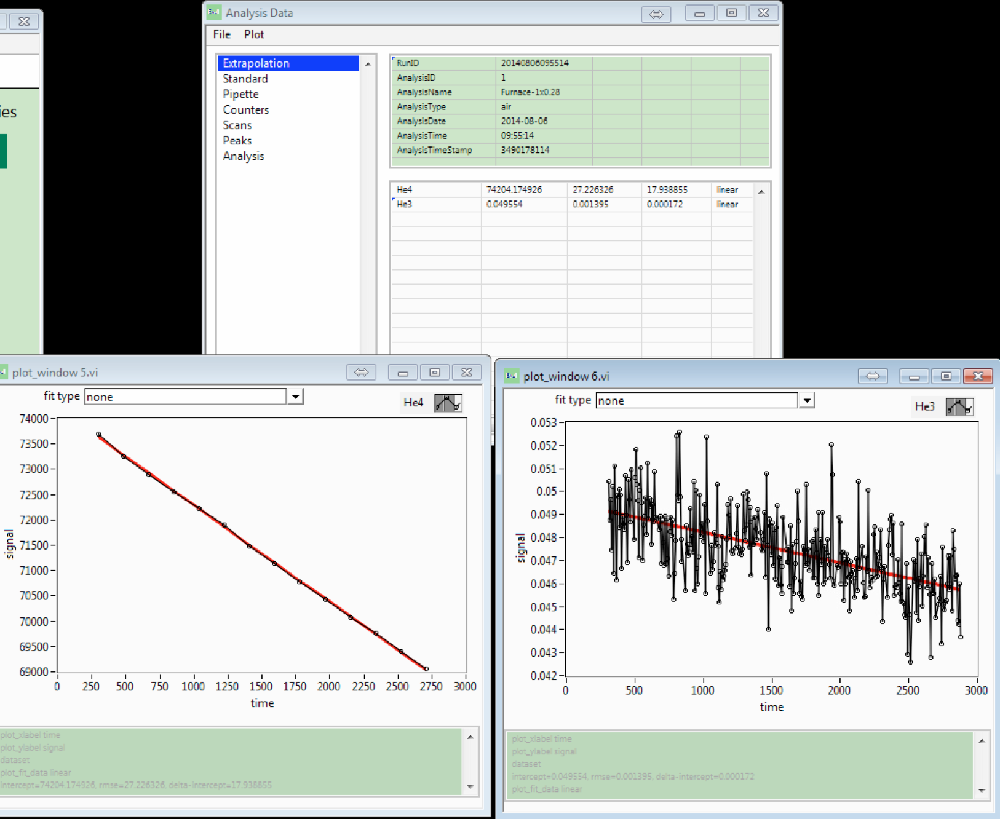 Analysis Data
File Plot
ies
Extrapolation
Standard
Pipette
Counters
Scans
Peaks
Analysis
RunID 20140806095514
AnalysisID 1
AnalysisName Furnace-1x0.28
AnalysisType air
AnalysisDate 2014-08-06
AnalysisTime 09:55:14
AnalysisTimeStamp 3490178114
He4 74204.174926 27.226326 17.938855 linear
He3 0.049554 0.001395 0.000172 linear
plot_window 5.vi
fit type none
He4
74000
73500
73000
72500
72000
71500
71000
70500
70000
69500
69000
signal
0 250 500 750 1000 1250 1500 1750 2000 2250 2500 2750 3000
time
plot_xlabel time
plot_ylabel signal
dataset
plot_fit_data linear
intercept=74204.174926, rmse=27.226326, delta-intercept=17.938855
plot_window 6.vi
fit type none
He3
0.053
0.052
0.051
0.05
0.049
0.048
0.047
0.046
0.045
0.044
0.043
0.042
signal
0 500 1000 1500 2000 2500 3000
time
plot_xlabel time
plot_ylabel signal
dataset
intercept=0.049554, rmse=0.001395, delta-intercept=0.000172
plot_fit_data linear